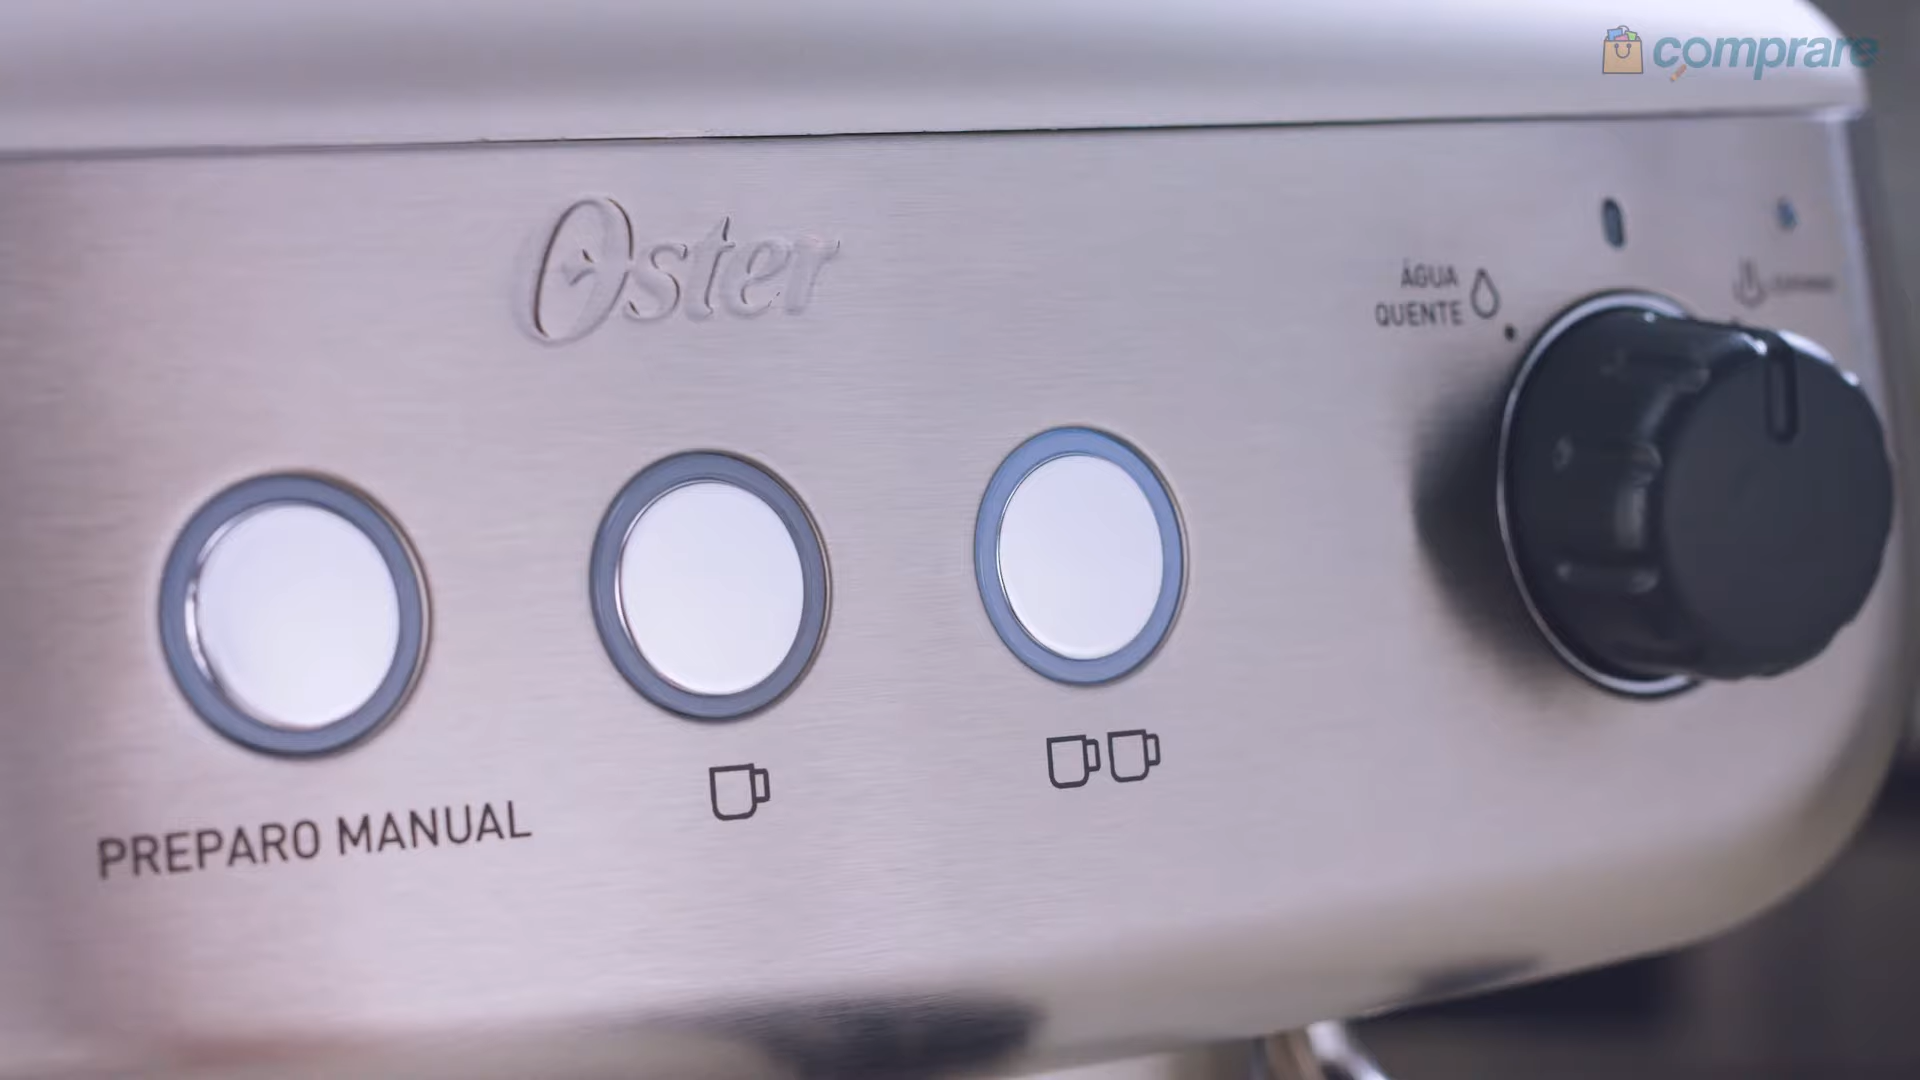 comprare
Oster
ÁGUA
QUENTE
PREPARO MANUAL